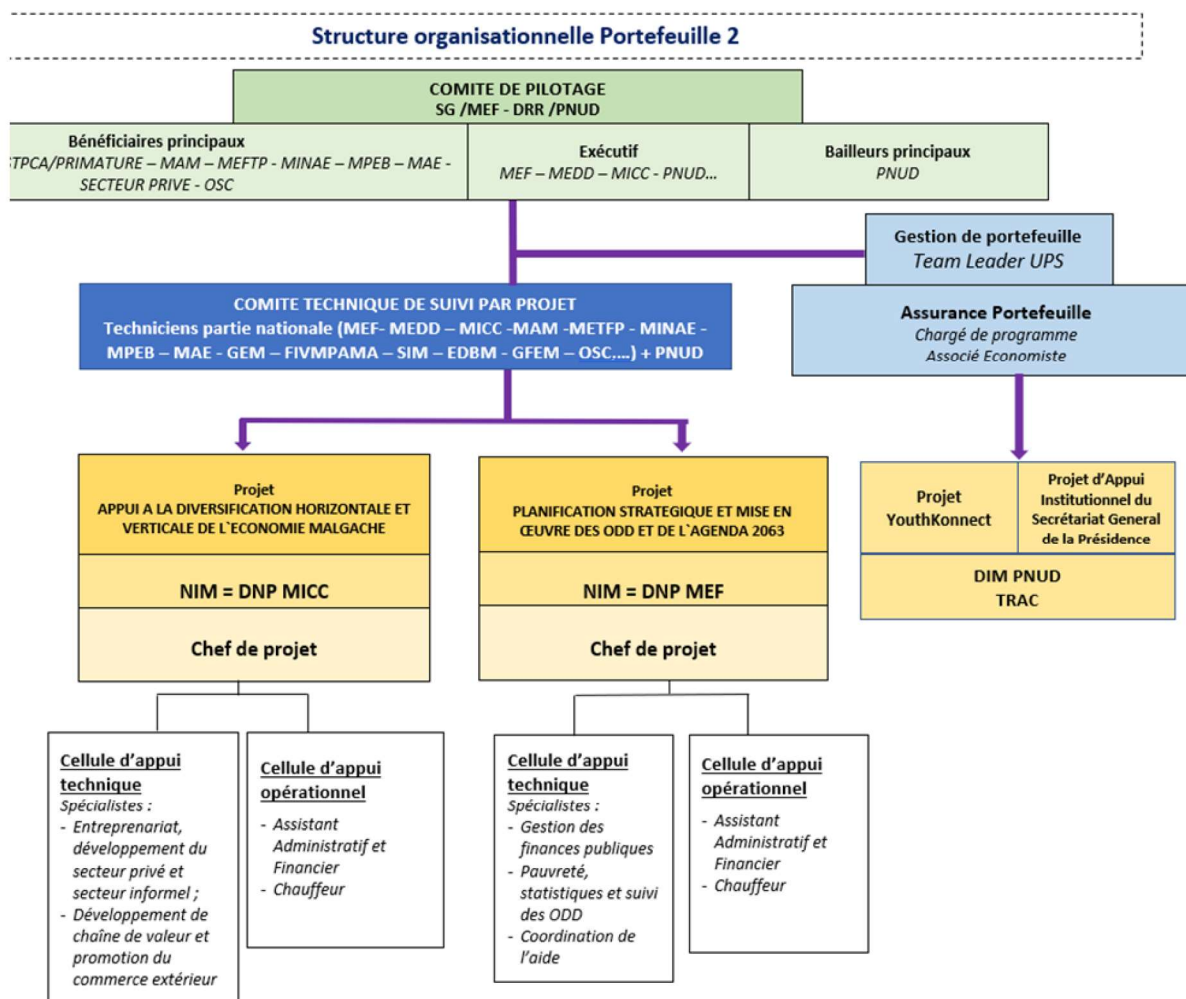 Structure organisationnelle Portefeuille 2
COMITE DE PILOTAGE
SG /MEF - DRR /PNUD
Bénéficiaires principaux
STPCA/PRIMATURE – MAM – MEFTP - MINAE – MPEB – MAE -
SECTEUR PRIVE - OSC
Exécutif
MEF – MEDD – MICC - PNUD...
Bailleurs principaux
PNUD
Gestion de portefeuille
Team Leader UPS
COMITE TECHNIQUE DE SUIVI PAR PROJET
Techniciens partie nationale (MEF- MEDD – MICC -MAM -METFP - MINAE -
MPEB – MAE - GEM – FIVMPAMA – SIM – EDBM - GFEM – OSC,...) + PNUD
Assurance Portefeuille
Chargé de programme
Associé Economiste
Projet
APPUI A LA DIVERSIFICATION HORIZONTALE ET
VERTICALE DE L`ECONOMIE MALGACHE
NIM = DNP MICC
Chef de projet
Projet
PLANIFICATION STRATEGIQUE ET MISE EN
ŒUVRE DES ODD ET DE L`AGENDA 2063
NIM = DNP MEF
Chef de projet
Projet
YouthKonnect
Projet d’Appui
Institutionnel du
Secrétariat General
de la Présidence
DIM PNUD
TRAC
Cellule d’appui
technique
Spécialistes :
- Entreprenariat,
développement du
secteur privé et
secteur informel ;
- Développement de
chaîne de valeur et
promotion du
commerce extérieur
Cellule d’appui
opérationnel
- Assistant
Administratif et
Financier
- Chauffeur
Cellule d’appui
technique
Spécialistes :
- Gestion des
finances publiques
- Pauvreté,
statistiques et suivi
des ODD
- Coordination de
l’aide
Cellule d’appui
opérationnel
- Assistant
Administratif et
Financier
- Chauffeur